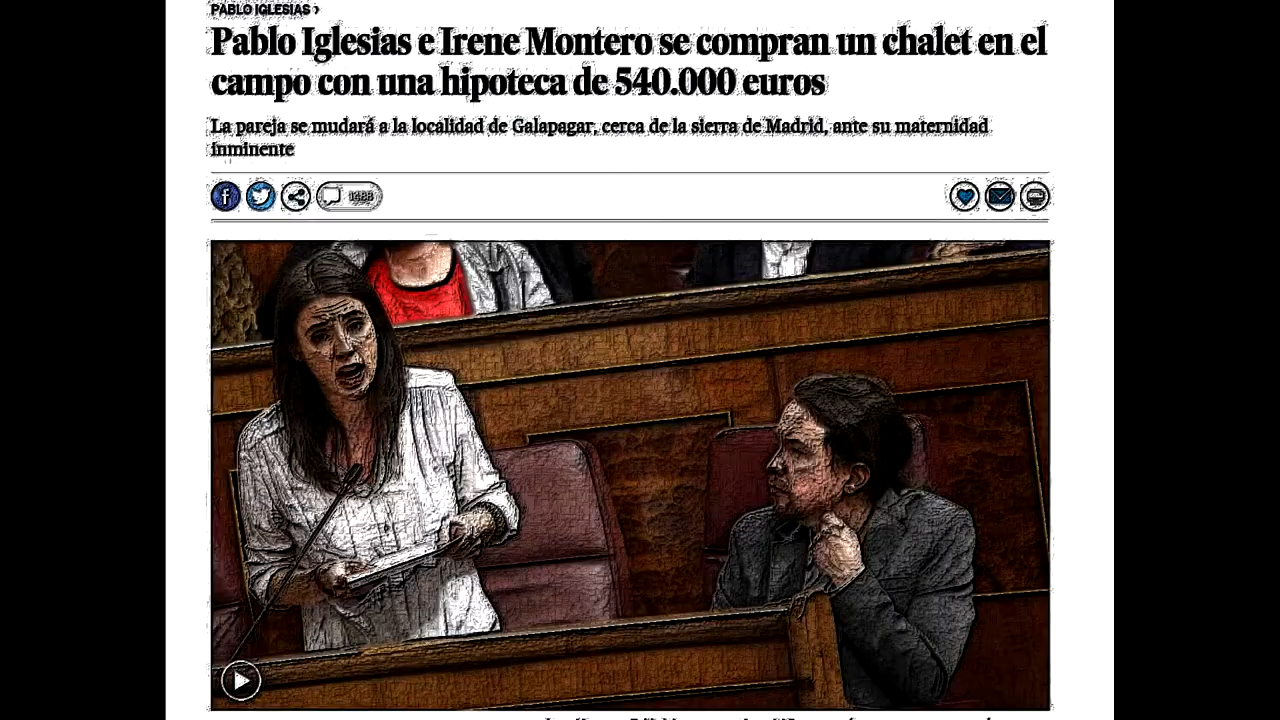 PABLO IGLESIAS ›
Pablo Iglesias e Irene Montero se compran un chalet en el
campo con una hipoteca de 540.000 euros
La pareja se mudará a la localidad de Galapagar, cerca de la sierra de Madrid, ante su maternidad
inminente
1488